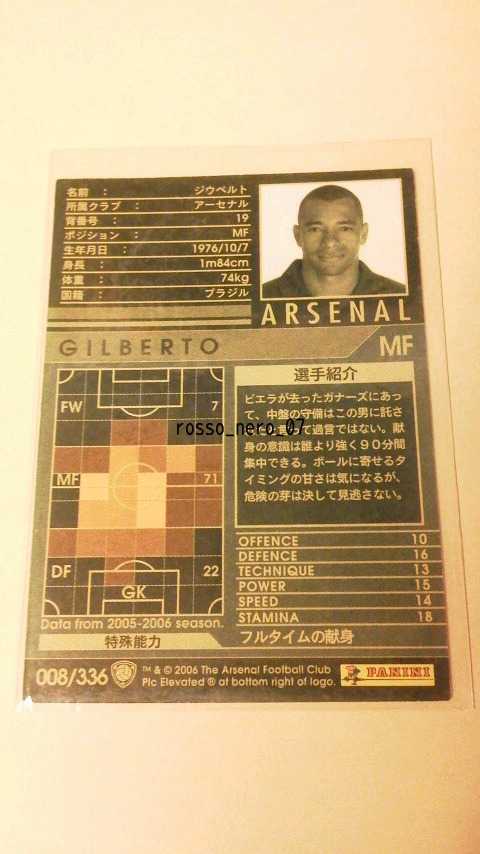 名前 : ジウベルト
所属クラブ : アーセナル
背番号 : 19
ポジション : MF
生年月日 : 1976/10/7
身長 : 1m84cm
体重 : 74kg
国籍 : ブラジル
ARSENAL
GILBERTO MF
FW 7
MF 71
DF 22
GK
Data from 2005-2006 season.
選手紹介
ビエラが去ったガナーズにあっ
て、中盤の守備はこの男に託さ
れたと言って過言ではない。献
身の意識は誰より強く90分間
集中できる。ボールに寄せるタ
イミングの甘さは気になるが、
危険の芽は決して見逃さない。
rosso_nero_07
OFFENCE 10
DEFENCE 16
TECHNIQUE 13
POWER 15
SPEED 14
STAMINA 18
特殊能力 フルタイムの献身
008/336
™ & © 2006 The Arsenal Football Club
Plc Elevated ® at bottom right of logo.
PANINI